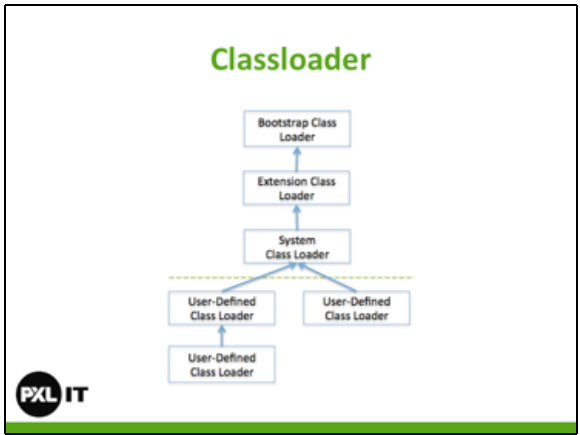 Classloader
Bootstrap Class
Loader
Extension Class
Loader
System
Class Loader
User-Defined
Class Loader
User-Defined
Class Loader
User-Defined
Class Loader
PXL IT